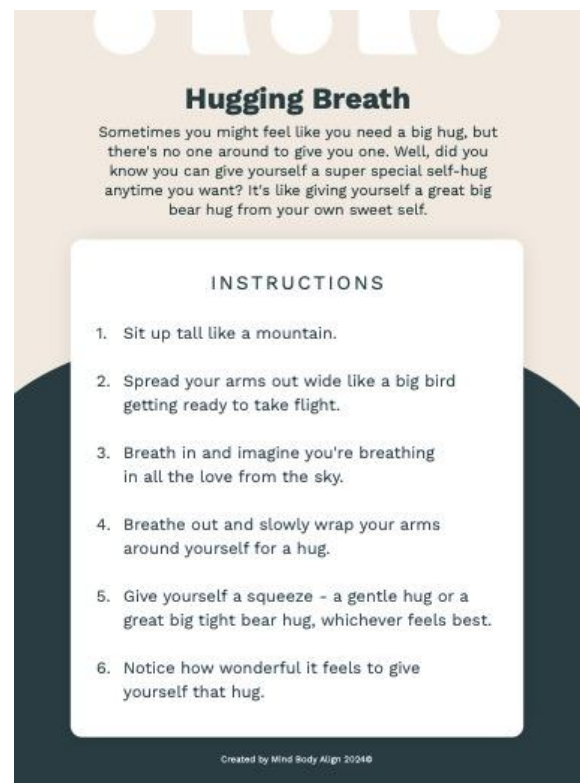 Hugging Breath
Sometimes you might feel like you need a big hug, but
there's no one around to give you one. Well, did you
know you can give yourself a super special self-hug
anytime you want? It's like giving yourself a great big
bear hug from your own sweet self.
INSTRUCTIONS
1. Sit up tall like a mountain.
2. Spread your arms out wide like a big bird
getting ready to take flight.
3. Breath in and imagine you're breathing
in all the love from the sky.
4. Breathe out and slowly wrap your arms
around yourself for a hug.
5. Give yourself a squeeze - a gentle hug or a
great big tight bear hug, whichever feels best.
6. Notice how wonderful it feels to give
yourself that hug.
Created by Mind Body Align 2024©